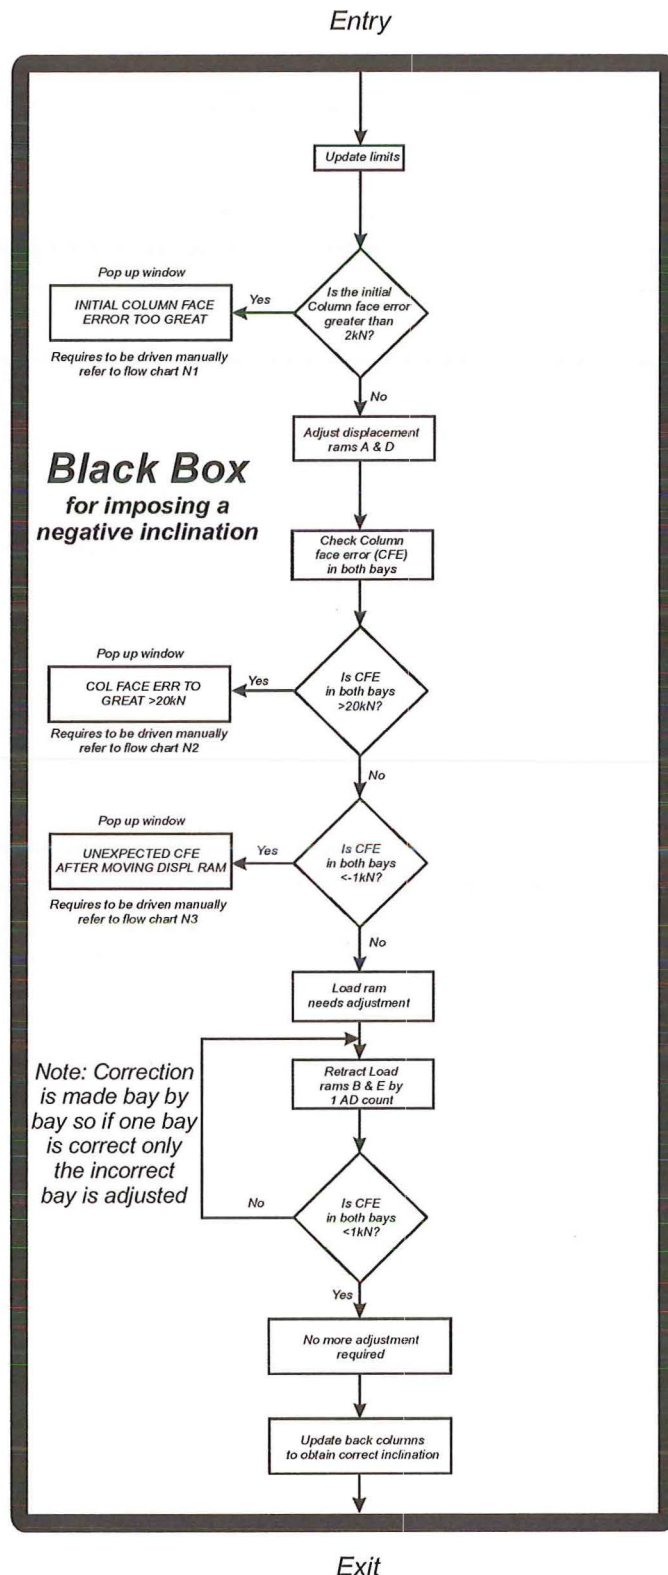 Entry
Update limits
Is the initial
Column face error
greater than
2kN?
Yes
Pop up window
INITIAL COLUMN FACE
ERROR TOO GREAT
Requires to be driven manually
refer to flow chart N1
No
Adjust displacement
rams A & D
Black Box
for imposing a
negative inclination
Check Column
face error (CFE)
in both bays
Is CFE
in both bays
>20kN?
Yes
Pop up window
COL FACE ERR TO
GREAT >20kN
Requires to be driven manually
refer to flow chart N2
No
Is CFE
in both bays
<-1kN?
Yes
Pop up window
UNEXPECTED CFE
AFTER MOVING DISPL RAM
Requires to be driven manually
refer to flow chart N3
No
Load ram
needs adjustment
Retract Load
rams B & E by
1 AD count
Note: Correction
is made bay by
bay so if one bay
is correct only
the incorrect
bay is adjusted
Is CFE
in both bays
<1kN?
No
Yes
No more adjustment
required
Update back columns
to obtain correct inclination
Exit